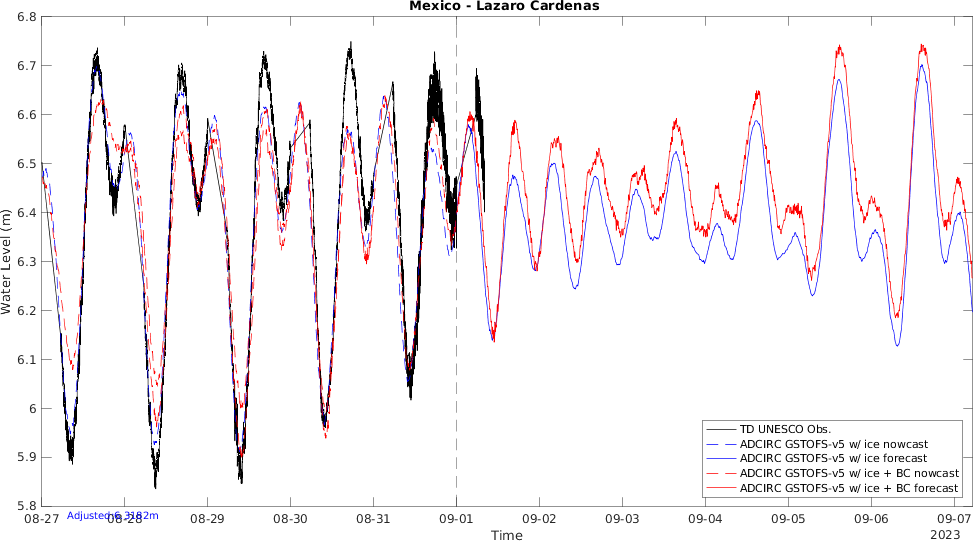 Mexico - Lazaro Cardenas
6.8
6.7
6.6
6.5
6.4
6.3
6.2
6.1
6
5.9
5.8
Water Level (m)
TD UNESCO Obs.
ADCIRC GSTOFS-v5 w/ ice nowcast
ADCIRC GSTOFS-v5 w/ ice forecast
ADCIRC GSTOFS-v5 w/ ice + BC nowcast
ADCIRC GSTOFS-v5 w/ ice + BC forecast
Adjusted 6.3182m
08-27 08-28 08-29 08-30 08-31 09-01 09-02 09-03 09-04 09-05 09-06 09-07
Time
2023